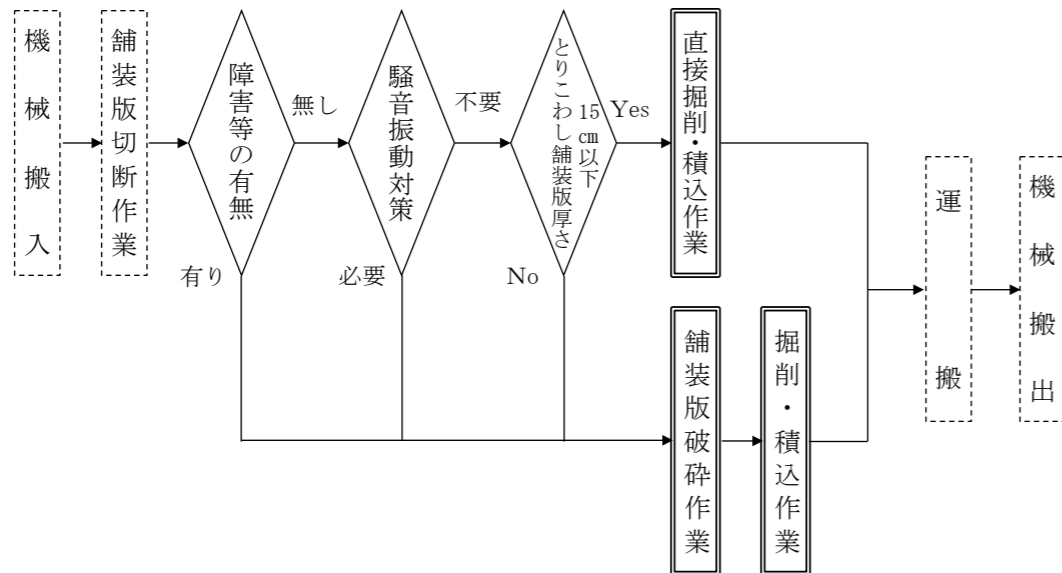 機械搬入
舗装版切断作業
障害等の有無
無し
有り
騒音振動対策
不要
必要
とりこわし舗装版厚さ
15cm以下
Yes
No
直接掘削・積込作業
舗装版破砕作業
掘削・積込作業
運搬
機械搬出